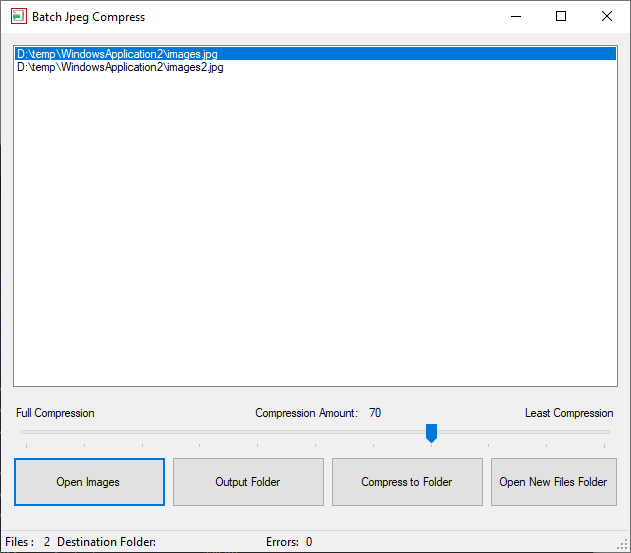 Batch Jpeg Compress
D:\temp\WindowsApplication2\images.jpg
D:\temp\WindowsApplication2\images2.jpg
Full Compression Compression Amount: 70 Least Compression
Open Images Output Folder Compress to Folder Open New Files Folder
Files : 2 Destination Folder: Errors: 0